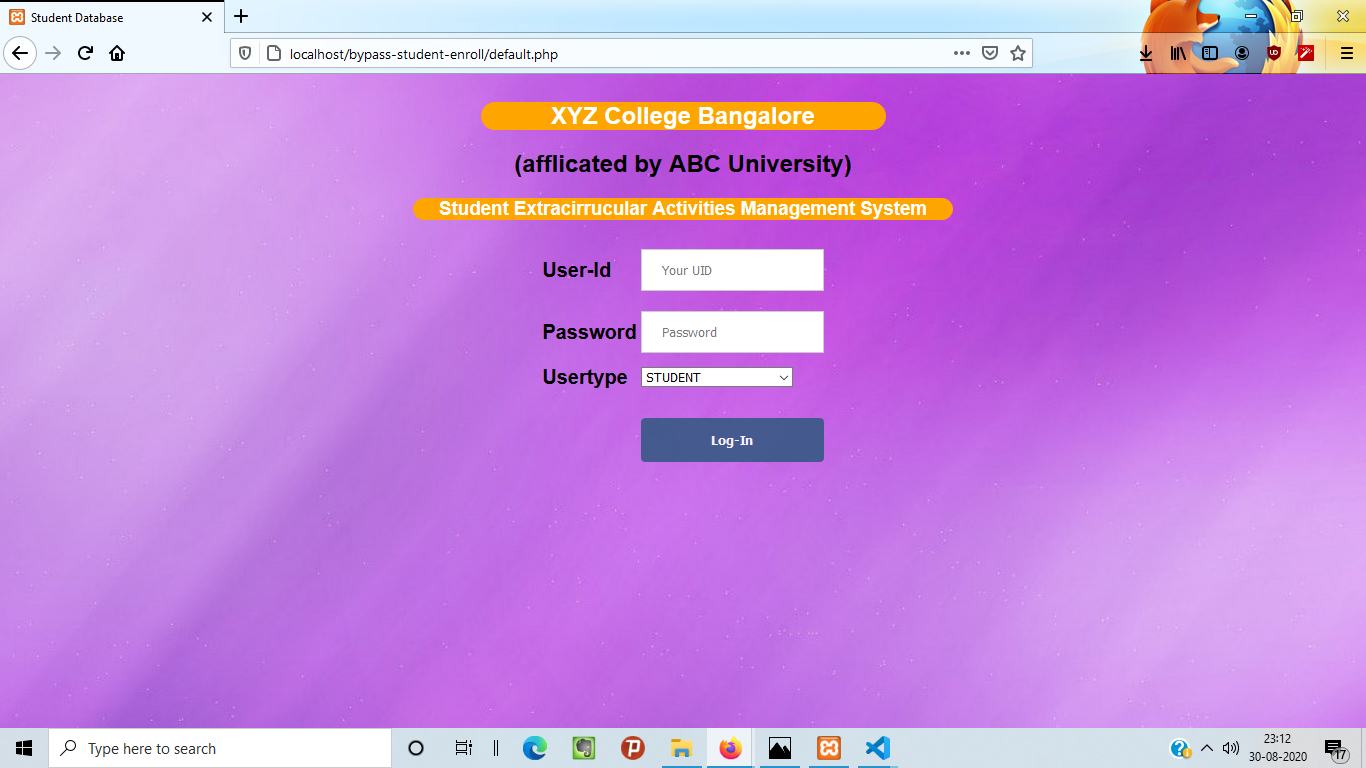 Student Database
localhost/bypass-student-enroll/default.php
XYZ College Bangalore
(afflicated by ABC University)
Student Extracirrucular Activities Management System
User-Id Your UID
Password Password
Usertype STUDENT
Log-In
Type here to search
23:12
30-08-2020
17